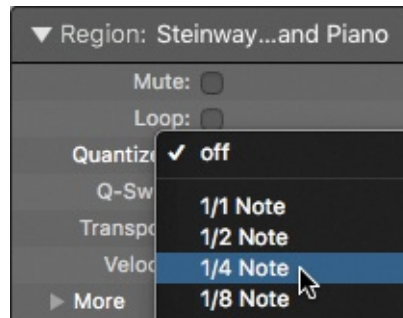 Region: Steinway...and Piano
Mute:
Loop:
Quantize
off
Q-Sw
1/1 Note
Transpo
1/2 Note
Veloc
1/4 Note
More
1/8 Note